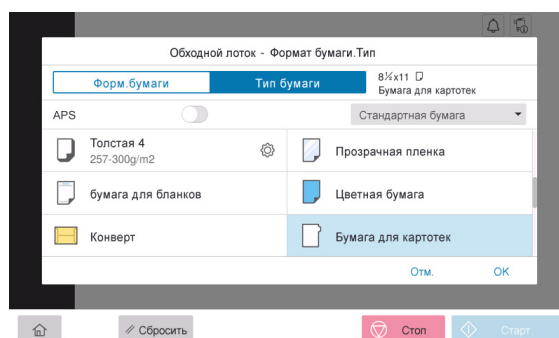 Обходной лоток - Формат бумаги.Тип
Форм.бумаги
Тип бумаги
8½x11
Бумага для картотек
APS
Стандартная бумага
Толстая 4
257-300g/m2
Прозрачная пленка
бумага для бланков
Цветная бумага
Конверт
Бумага для картотек
Отм.
OK
Сбросить
Стоп
Старт